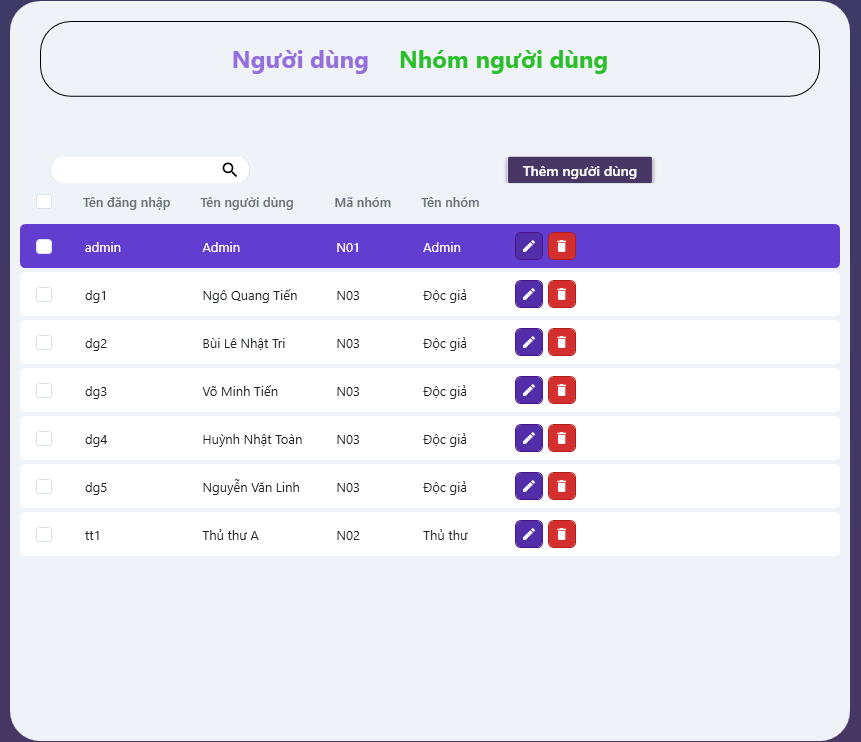 Người dùng Nhóm người dùng
Thêm người dùng
Tên đăng nhập Tên người dùng Mã nhóm Tên nhóm
admin Admin N01 Admin
dg1 Ngô Quang Tiến N03 Độc giả
dg2 Bùi Lê Nhật Tri N03 Độc giả
dg3 Võ Minh Tiến N03 Độc giả
dg4 Huỳnh Nhật Toàn N03 Độc giả
dg5 Nguyễn Văn Linh N03 Độc giả
tt1 Thủ thư A N02 Thủ thư